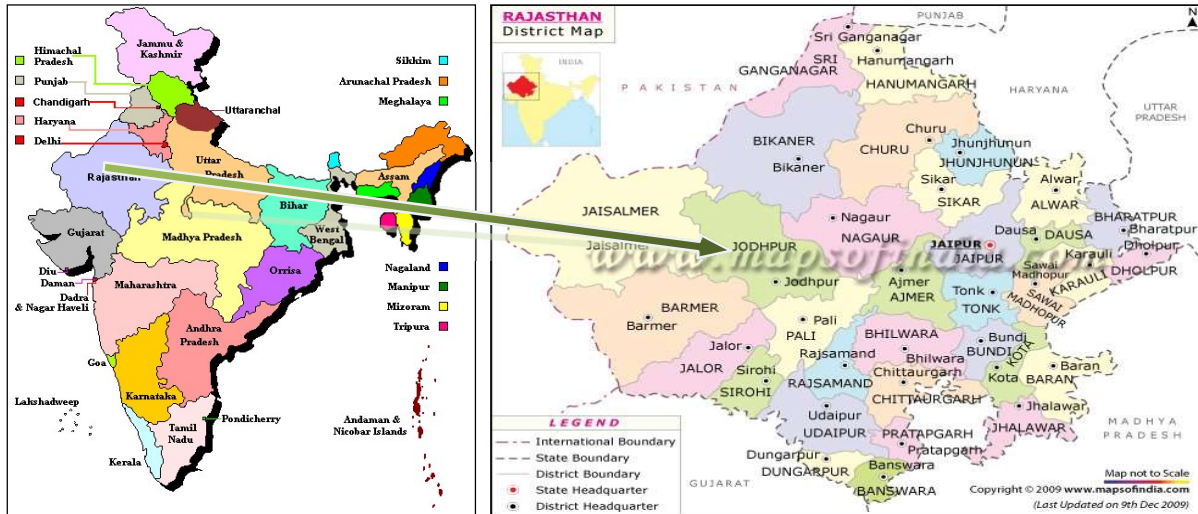 Jammu &
Kashmir
Himachal
Pradesh
Punjab
Chandigarh
Haryana
Delhi
Uttaranchal
Sikkim
Arunachal Pradesh
Meghalaya
Rajasthan
Uttar
Pradesh
Bihar
Assam
Gujarat
Madhya Pradesh
West
Bengal
Diu
Daman
Dadra
& Nagar Haveli
Maharashtra
Orrisa
Nagaland
Manipur
Mizoram
Tripura
Andhra
Pradesh
Goa
Karnataka
Lakshadweep
Pondicherry
Tamil
Nadu
Kerala
Andaman &
Nicobar Islands
RAJASTHAN
District Map
INDIA
N
PUNJAB
Sri Ganganagar
SRI
GANGANAGAR
Hanumangarh
HANUMANGARH
PAKISTAN
HARYANA
UTTAR
PRADESH
BIKANER
Bikaner
Churu
CHURU
Jhunjhunun
JHUNJHUNUN
Sikar
SIKAR
Alwar
ALWAR
JAISALMER
Jaisalmer
JODHPUR
Jodhpur
Nagaur
NAGAUR
JAIPUR
JAIPUR
Dausa
DAUSA
BHARATPUR
Bharatpur
Dholpur
DHOLPUR
Karauli
KARAULI
Sawai
Madhopur
SAWAI
MADHOPUR
www.mapsofindia.com
Ajmer
AJMER
Tonk
TONK
BARMER
Barmer
Pali
PALI
Jalor
JALOR
Sirohi
SIROHI
Rajsamand
RAJSAMAND
BHILWARA
Bhilwara
Bundi
BUNDI
KOTA
Kota
Baran
BARAN
Chittaurgarh
CHITTAURGARH
Jhalawar
JHALAWAR
Udaipur
UDAIPUR
PRATAPGARH
Pratapgarh
Dungarpur
DUNGARPUR
Banswara
BANSWARA
MADHYA
PRADESH
GUJARAT
LEGEND
International Boundary
State Boundary
District Boundary
State Headquarter
District Headquarter
Map not to Scale
Copyright © 2009 www.mapsofindia.com
(Last Updated on 9th Dec 2009)